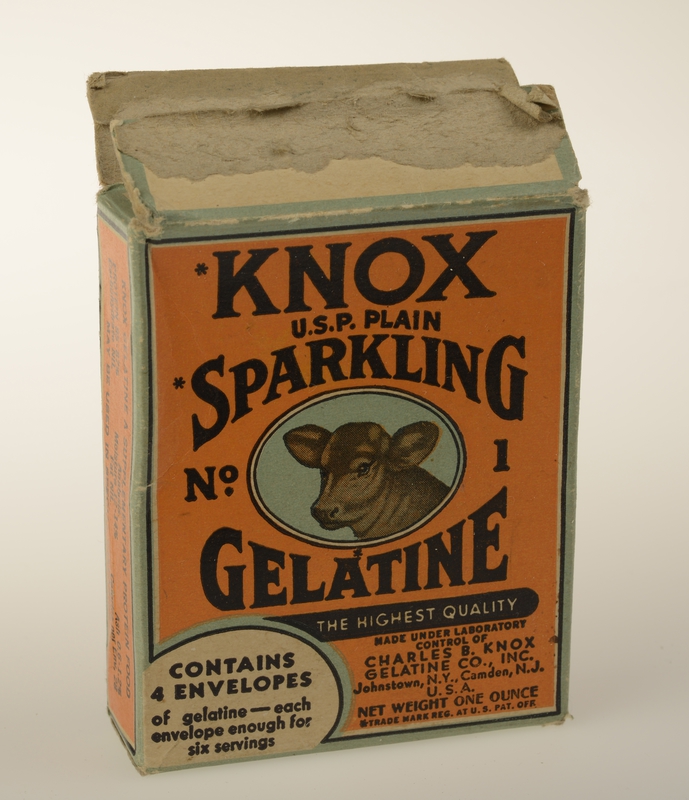 *KNOX
U.S.P. PLAIN
*SPARKLING
No. 1
*
GELATINE
THE HIGHEST QUALITY
MADE UNDER LABORATORY
CONTROL OF
CHARLES B. KNOX
GELATINE CO., INC.
Johnstown, N.Y., Camden, N.J.
U.S.A.
NET WEIGHT ONE OUNCE
*TRADE MARK REG. AT U.S. PAT. OFF.
CONTAINS
4 ENVELOPES
of gelatine — each
envelope enough for
six servings